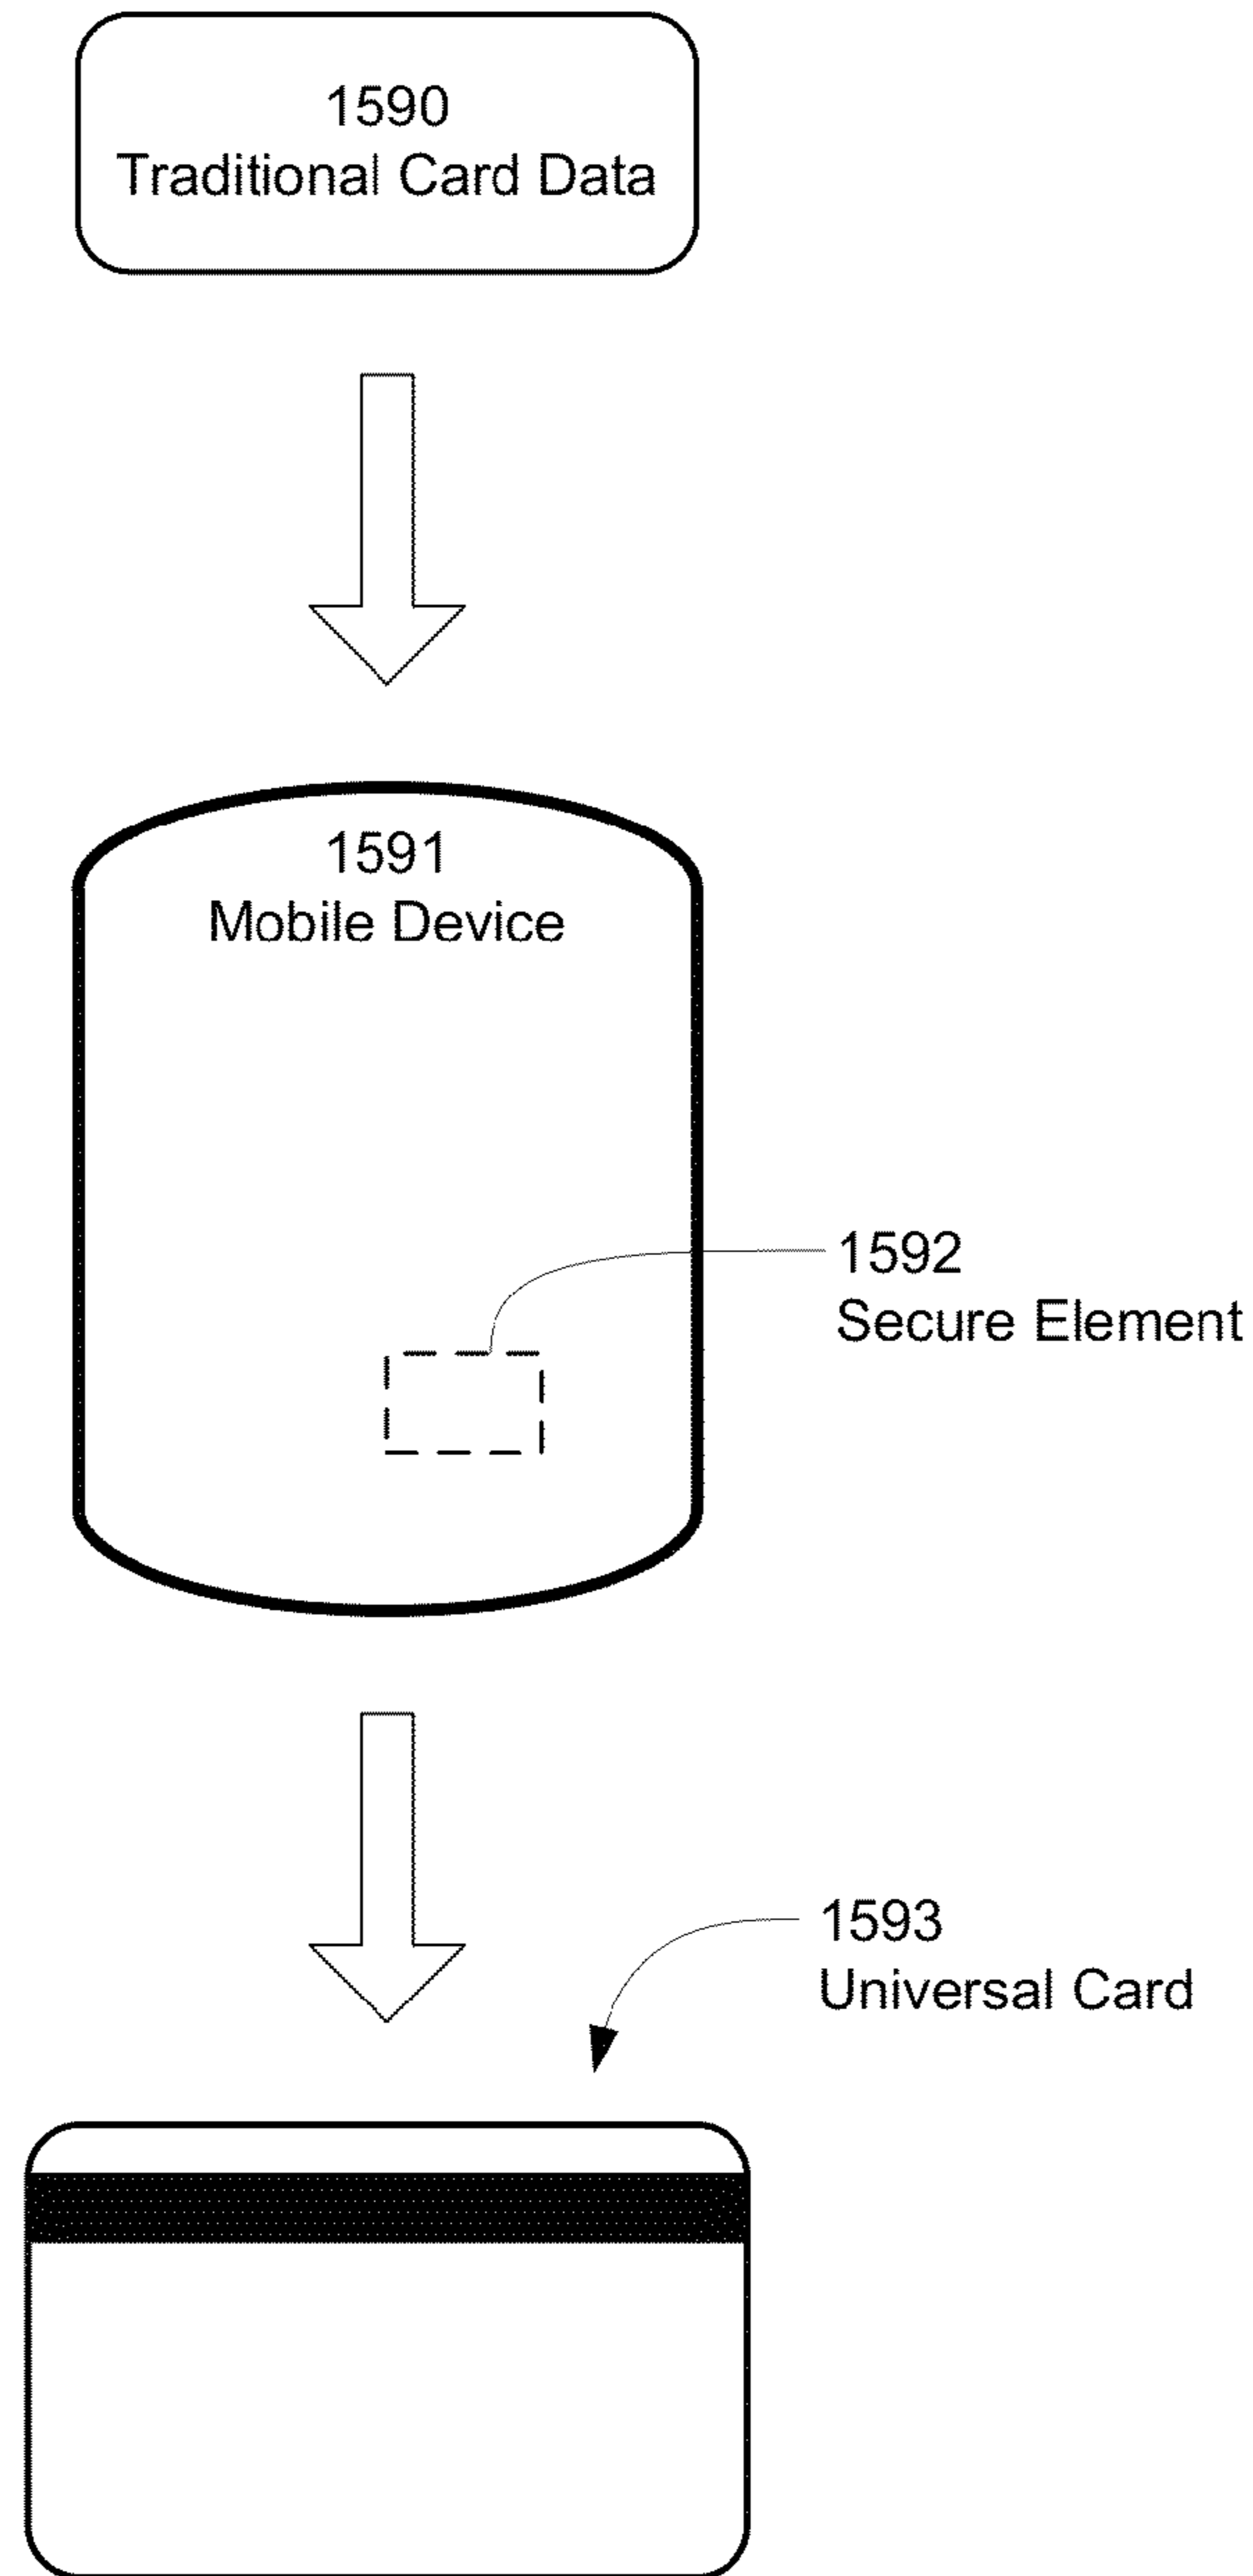 1590
Traditional Card Data
1591
Mobile Device
1592
Secure Element
1593
Universal Card